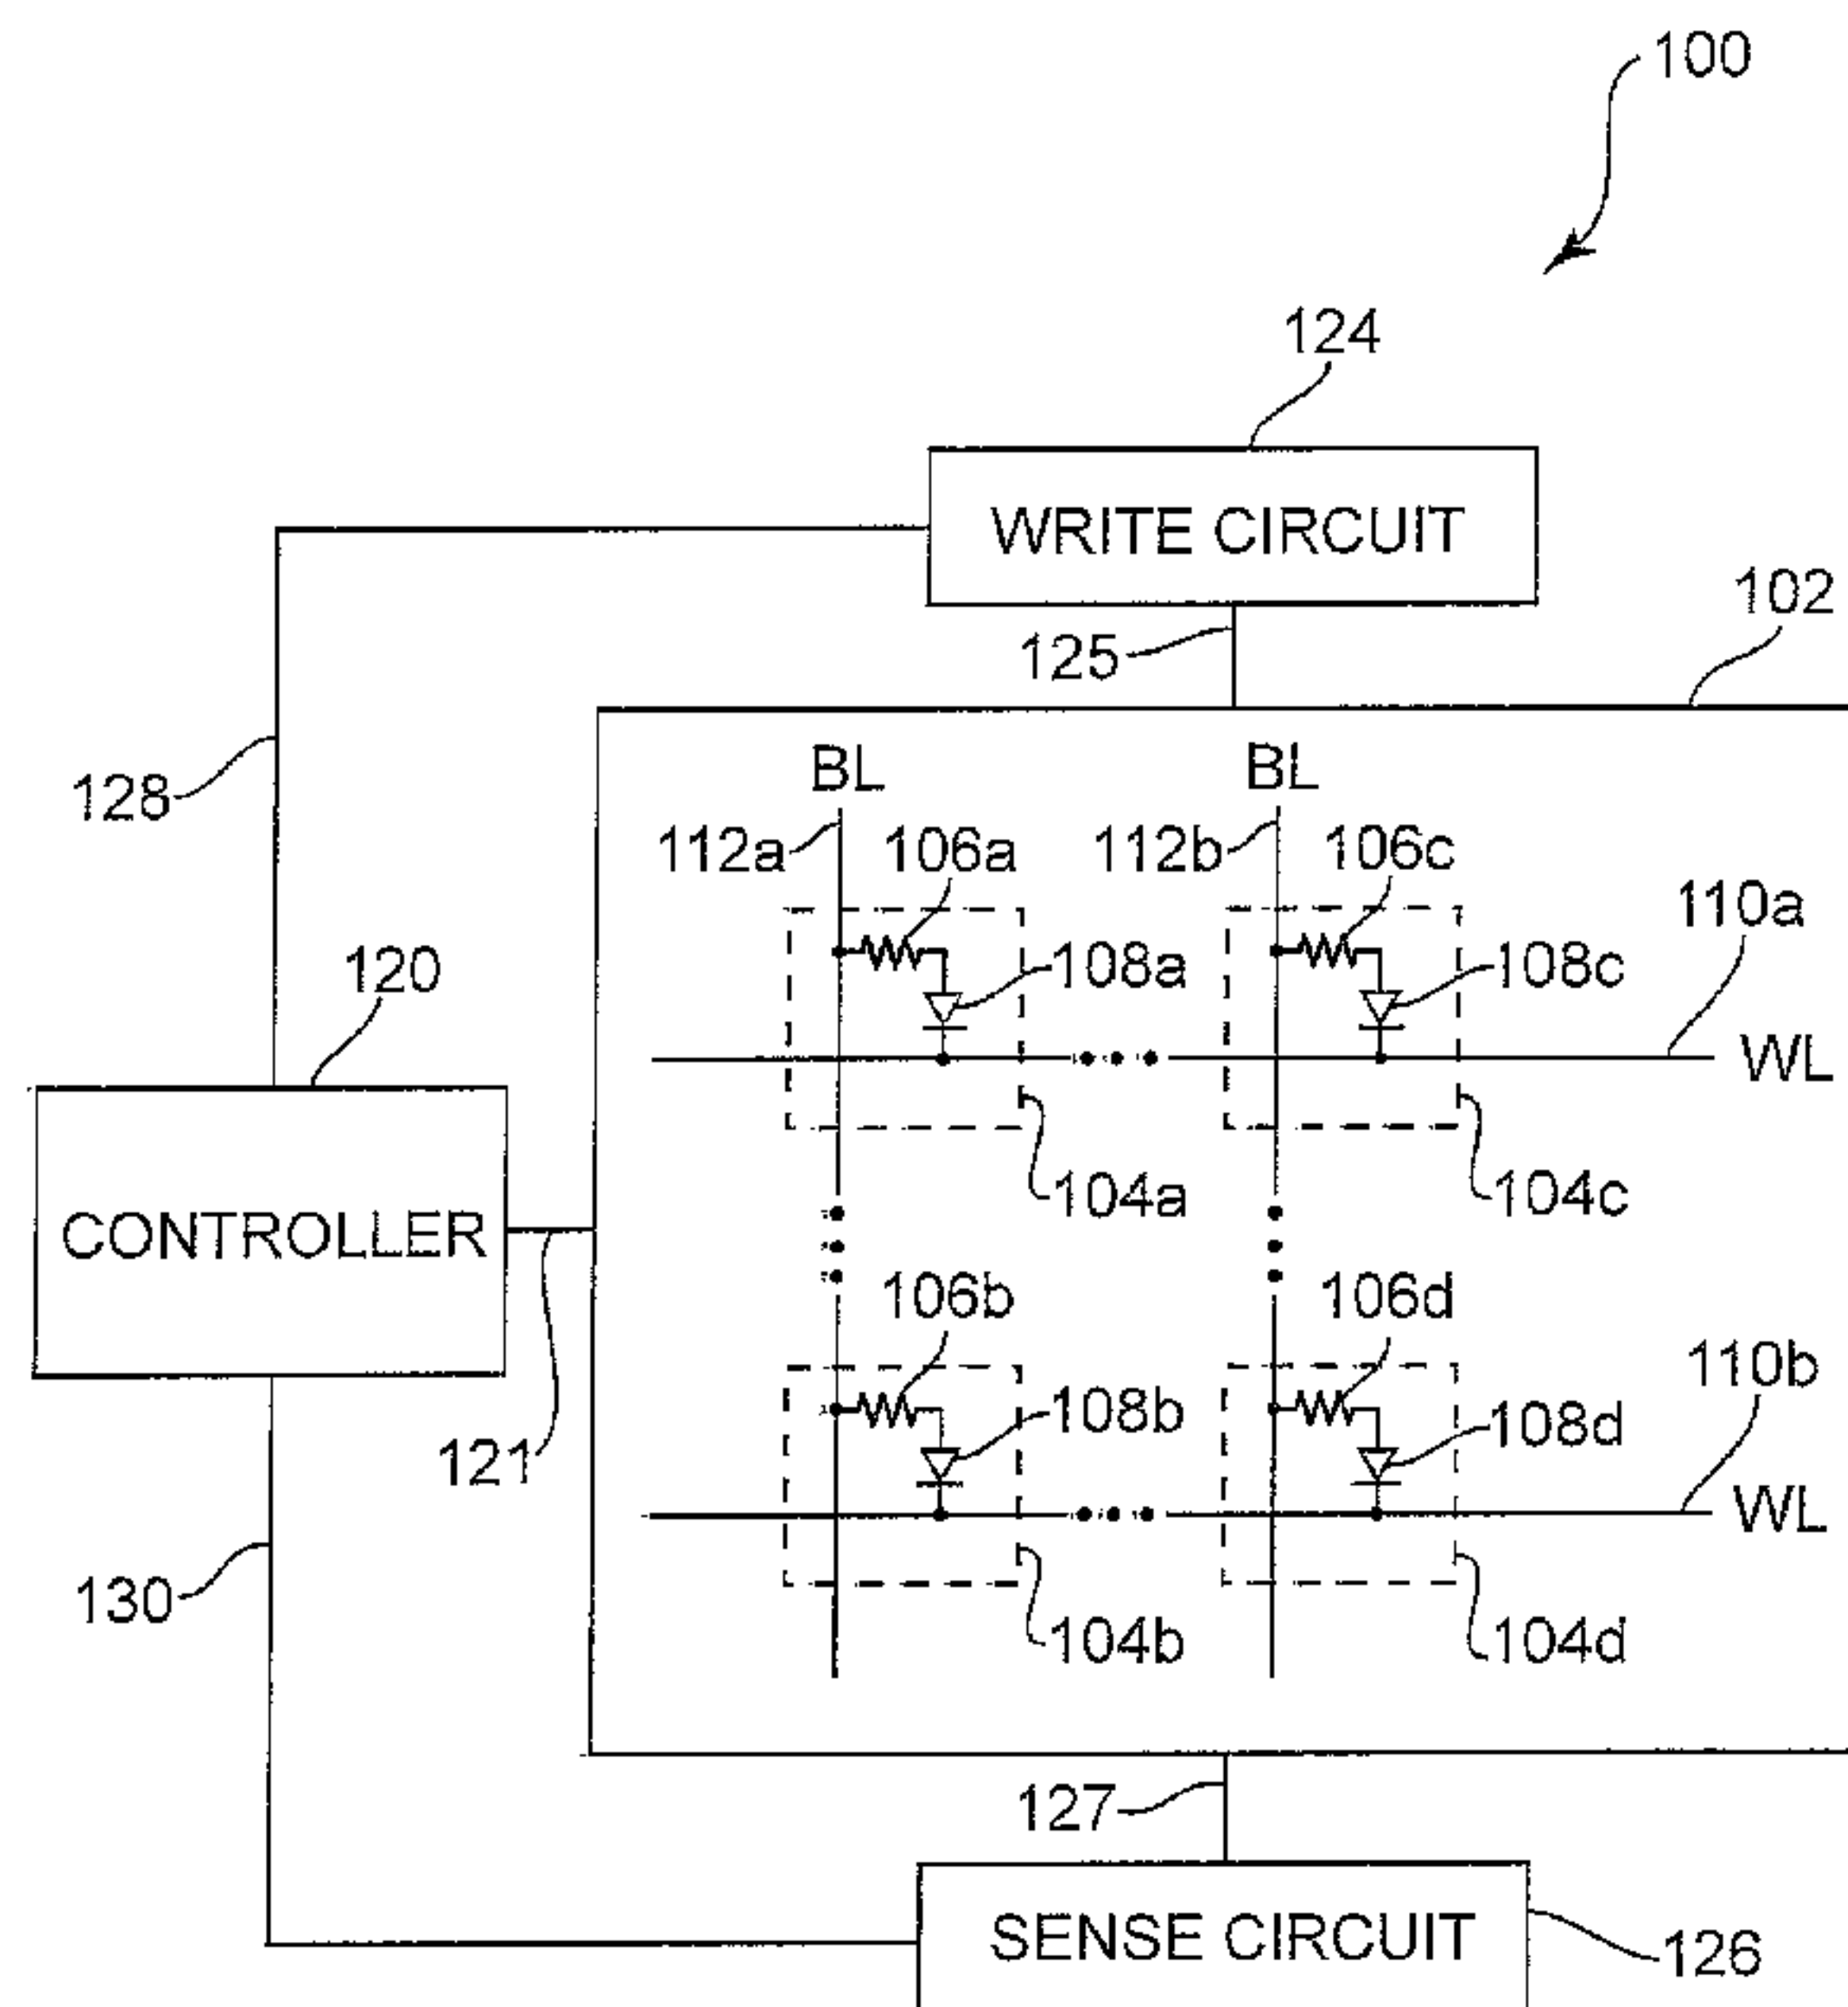 100
124
WRITE CIRCUIT
102
125
128
BL BL
112a 106a 112b 106c
110a
108a 108c
120
WL
104a 104c
CONTROLLER
106b 106d
110b
108b 108d
121
WL
130
104b 104d
127
SENSE CIRCUIT
126